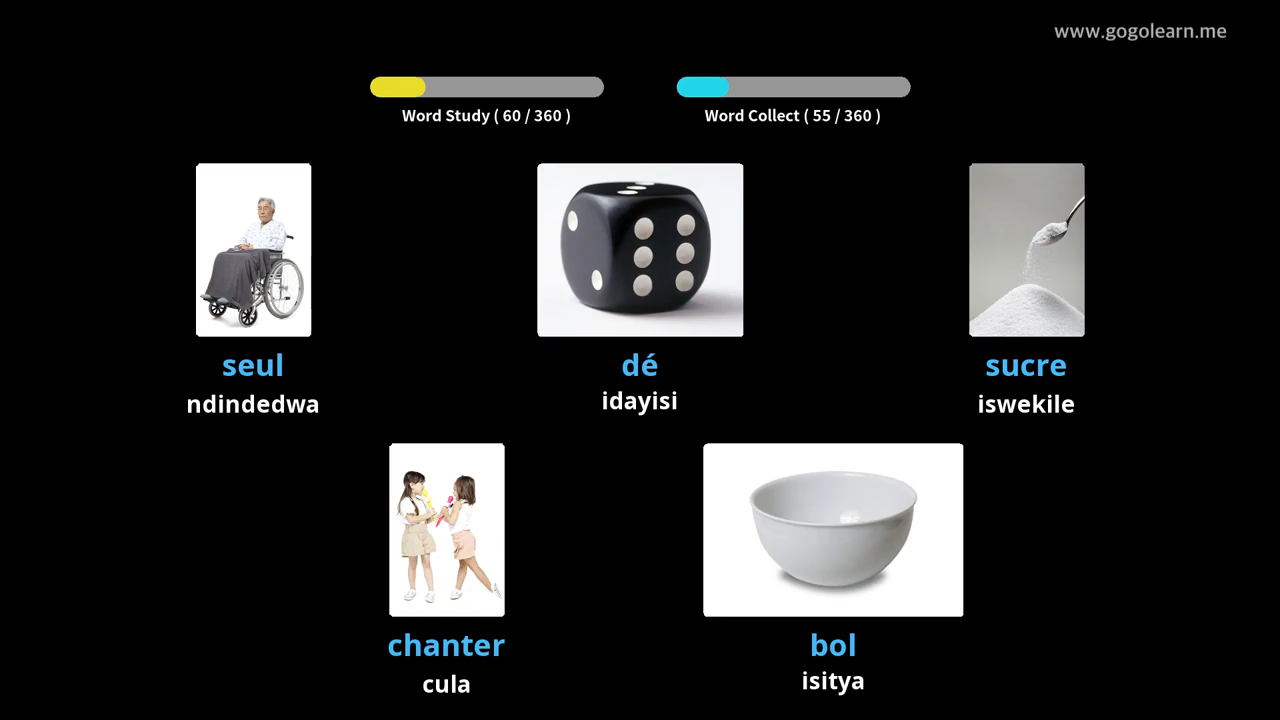 www.gogolearn.me
Word Study ( 60 / 360 )
Word Collect ( 55 / 360 )
seul
ndindedwa
dé
idayisi
sucre
iswekile
chanter
cula
bol
isitya